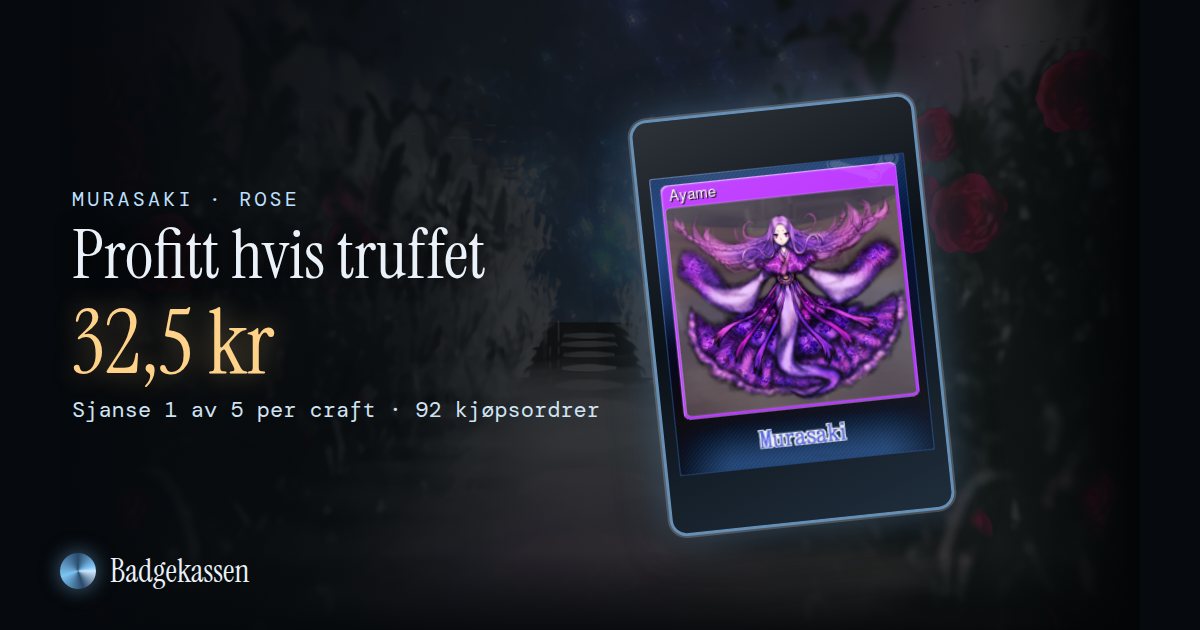 MURASAKI · ROSE
Profitt hvis truffet
32,5 kr
Sjanse 1 av 5 per craft · 92 kjøpsordrer
Ayame
Murasaki
Badgekassen